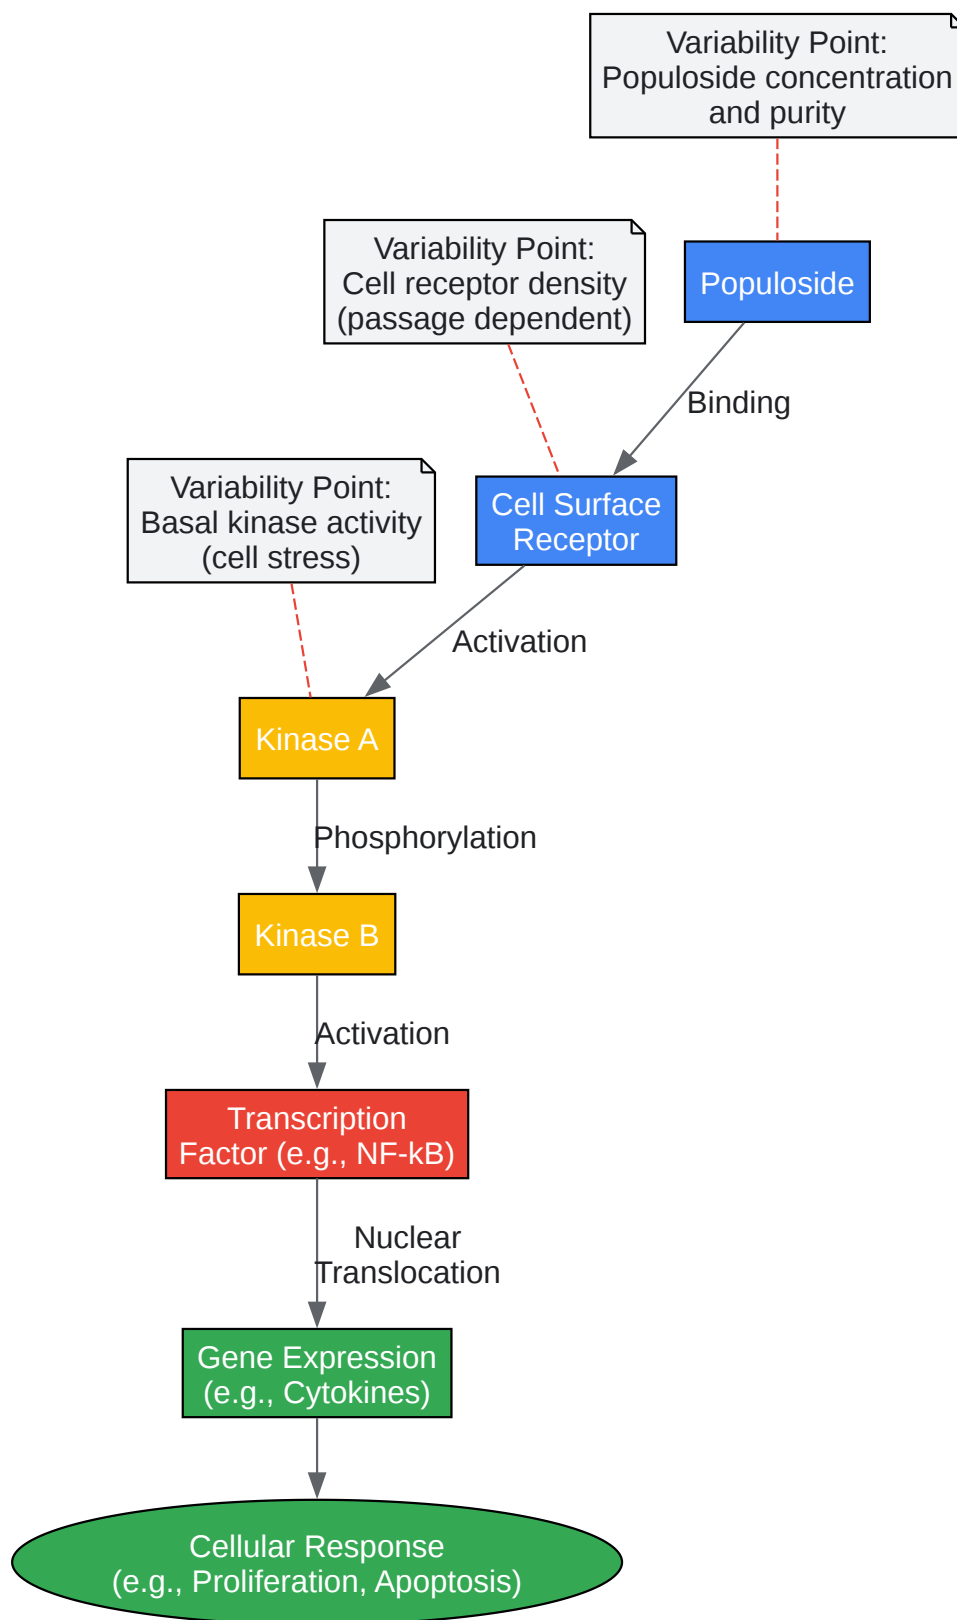 Variability Point:
Populoside concentration
and purity
Variability Point:
Cell receptor density
(passage dependent)
Populoside
Binding
Variability Point:
Basal kinase activity
(cell stress)
Cell Surface
Receptor
Activation
Kinase A
Phosphorylation
Kinase B
Activation
Transcription
Factor (e.g., NF-kB)
Nuclear
Translocation
Gene Expression
(e.g., Cytokines)
Cellular Response
(e.g., Proliferation, Apoptosis)